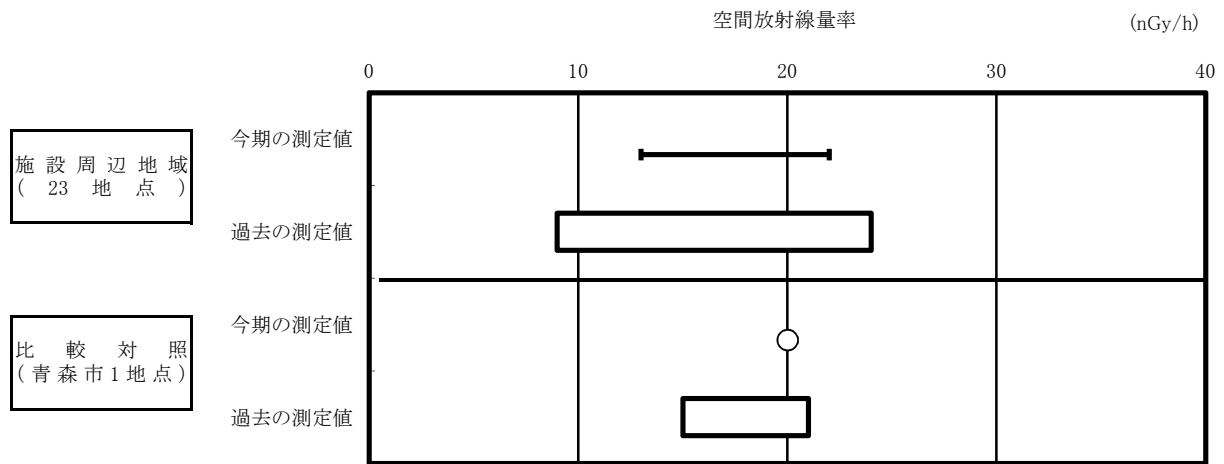 空間放射線量率 (nGy/h)
0 10 20 30 40
施設周辺地域
(23地点)
今期の測定値
過去の測定値
比較対照
(青森市1地点)
今期の測定値
過去の測定値